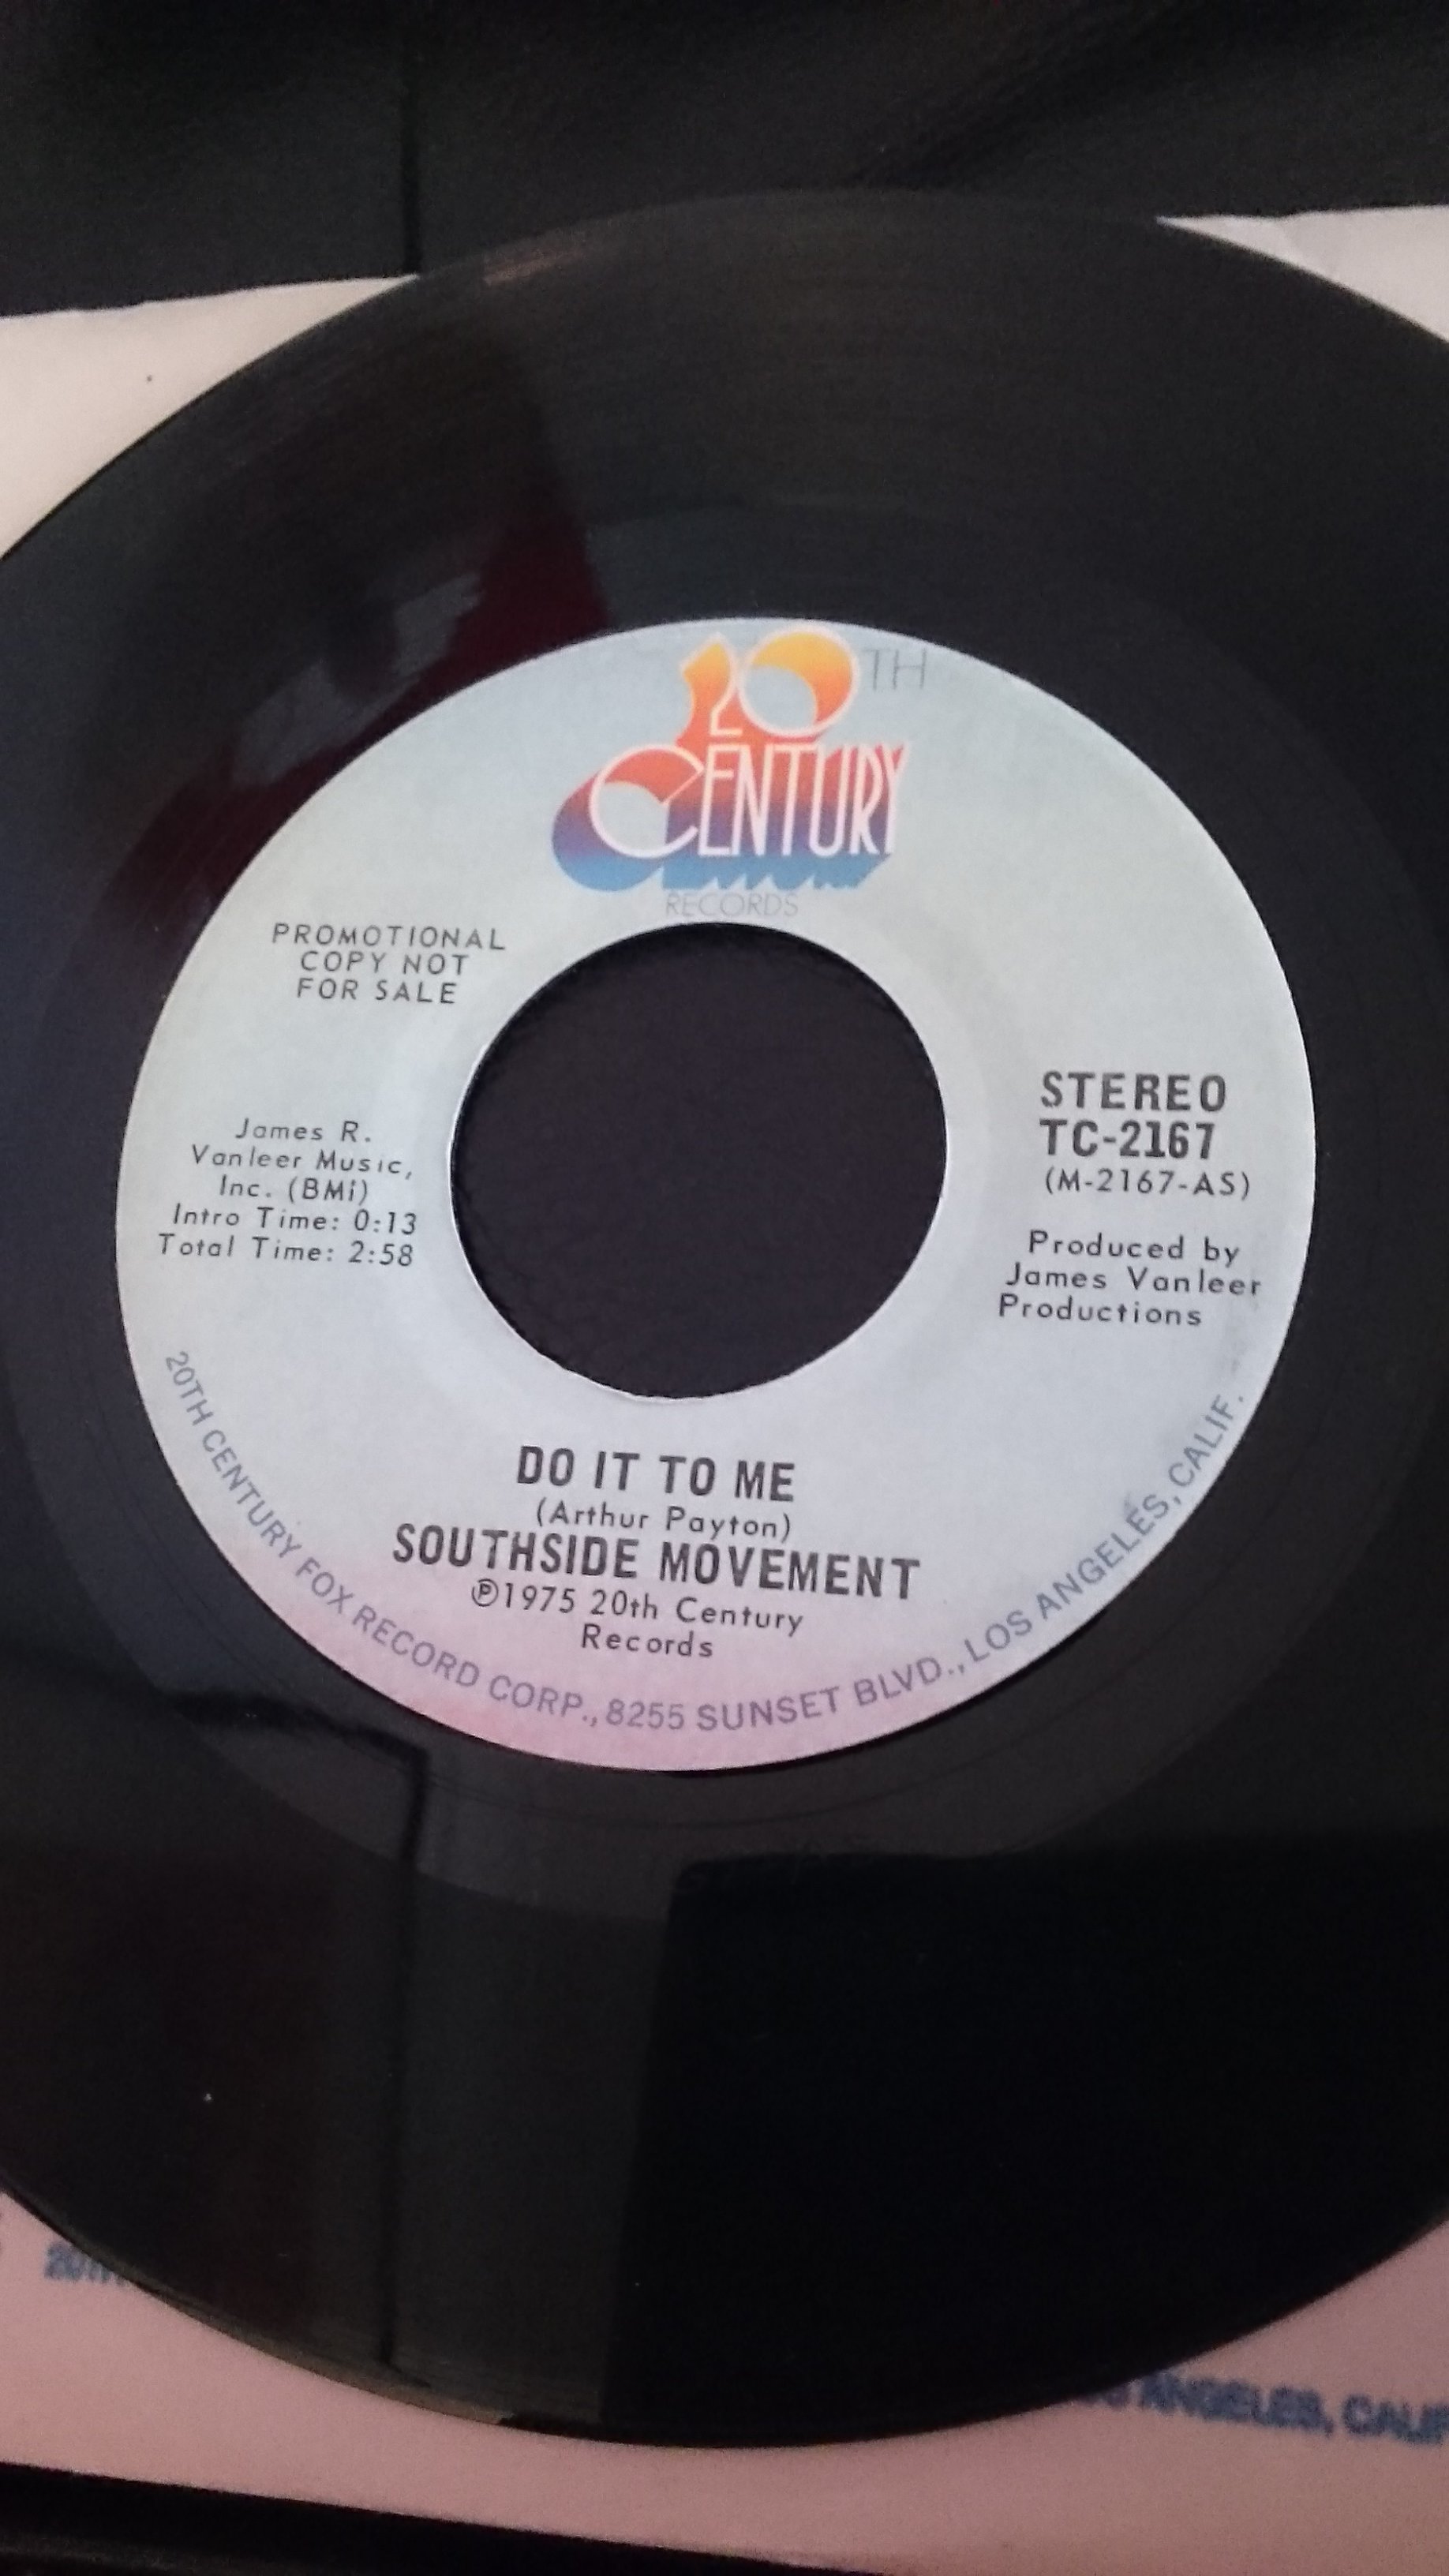 20TH
CENTURY
RECORDS
PROMOTIONAL
COPY NOT
FOR SALE
James R.
Vanleer Music,
Inc. (BMi)
Intro Time: 0:13
Total Time: 2:58
STEREO
TC-2167
(M-2167-AS)
Produced by
James Vanleer
Productions
DO IT TO ME
(Arthur Payton)
SOUTHSIDE MOVEMENT
℗1975 20th Century
Records
20TH CENTURY FOX RECORD CORP., 8255 SUNSET BLVD., LOS ANGELES, CALIF.
ANGELES, CALIF